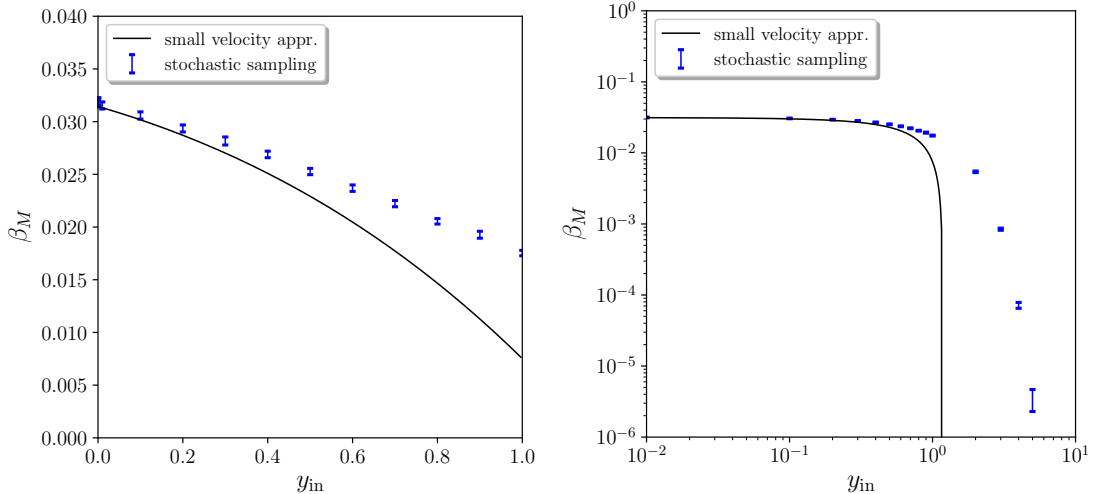 0.040
0.035
0.030
0.025
0.020
0.015
0.010
0.005
0.000
β_M
small velocity appr.
stochastic sampling
0.0 0.2 0.4 0.6 0.8 1.0
y_in
10^0
10^−1
10^−2
10^−3
10^−4
10^−5
10^−6
β_M
small velocity appr.
stochastic sampling
10^−2 10^−1 10^0 10^1
y_in